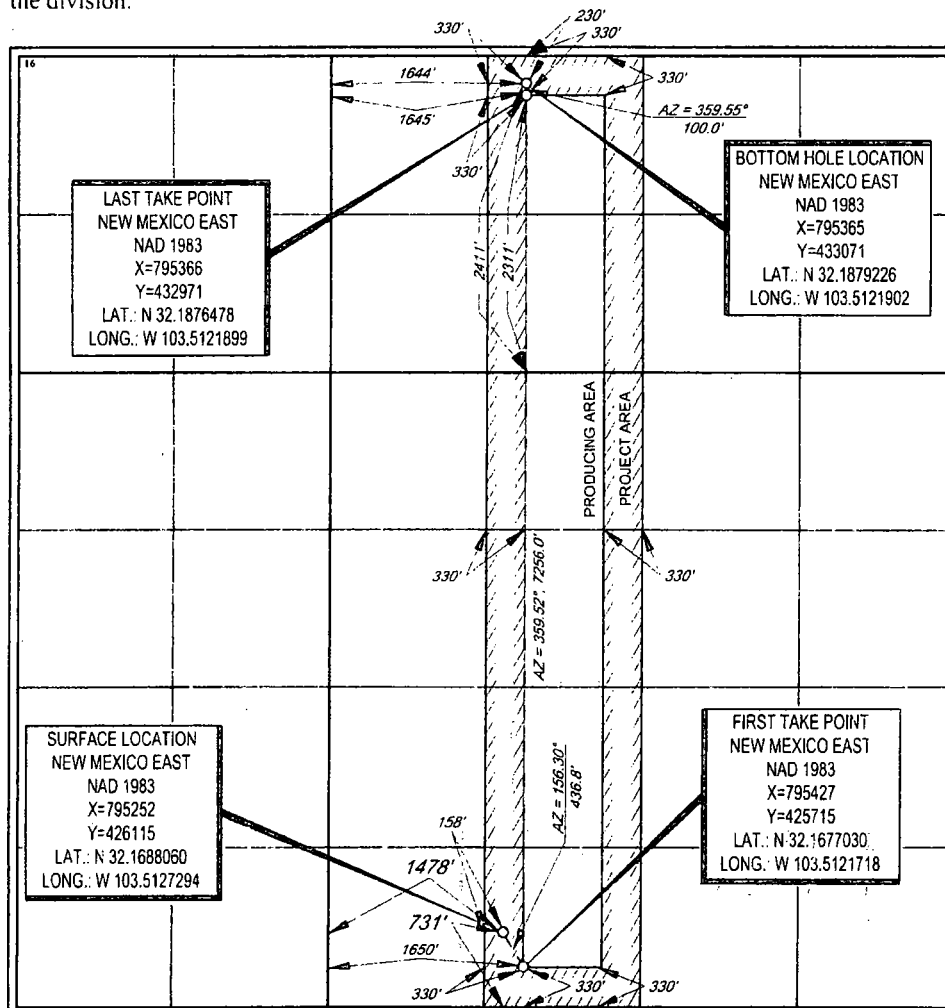 the division.
16
230'
330'
330'
1644'
330'
1645'
AZ = 359.55°
100.0'
330'
LAST TAKE POINT
NEW MEXICO EAST
NAD 1983
X=795366
Y=432971
LAT.: N 32.1876478
LONG.: W 103.5121899
BOTTOM HOLE LOCATION
NEW MEXICO EAST
NAD 1983
X=795365
Y=433071
LAT.: N 32.1879226
LONG.: W 103.5121902
2411'
2311'
PRODUCING AREA
PROJECT AREA
330'
330'
AZ = 359.52°, 7256.0'
SURFACE LOCATION
NEW MEXICO EAST
NAD 1983
X=795252
Y=426115
LAT.: N 32.1688060
LONG.: W 103.5127294
FIRST TAKE POINT
NEW MEXICO EAST
NAD 1983
X=795427
Y=425715
LAT.: N 32.1677030
LONG.: W 103.5121718
AZ = 156.30°
436.8'
158'
1478'
731'
1650'
330'
330'
330'